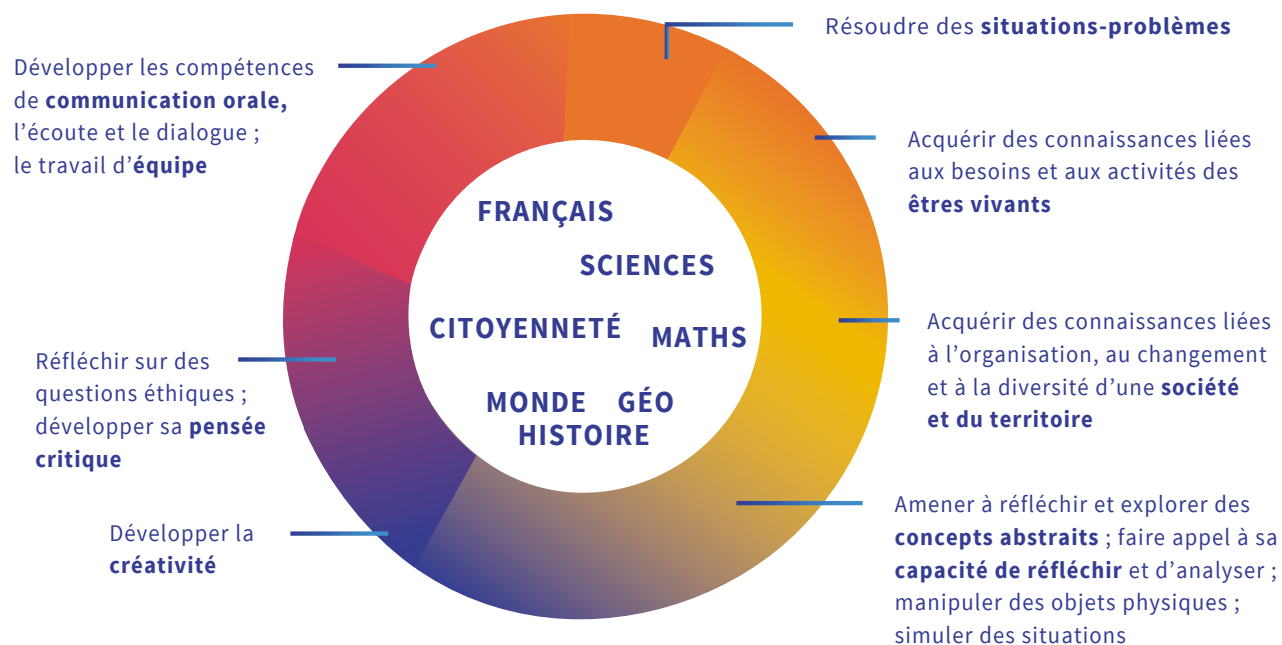 Résoudre des situations-problèmes
Développer les compétences
de communication orale,
l'écoute et le dialogue ;
le travail d'équipe
Acquérir des connaissances liées
aux besoins et aux activités des
êtres vivants
FRANÇAIS
SCIENCES
CITOYENNETÉ
MATHS
MONDE GÉO
HISTOIRE
Acquérir des connaissances liées
à l'organisation, au changement
et à la diversité d'une société
et du territoire
Réfléchir sur des
questions éthiques ;
développer sa pensée
critique
Amener à réfléchir et explorer des
concepts abstraits ; faire appel à sa
capacité de réfléchir et d'analyser ;
manipuler des objets physiques ;
simuler des situations
Développer la
créativité